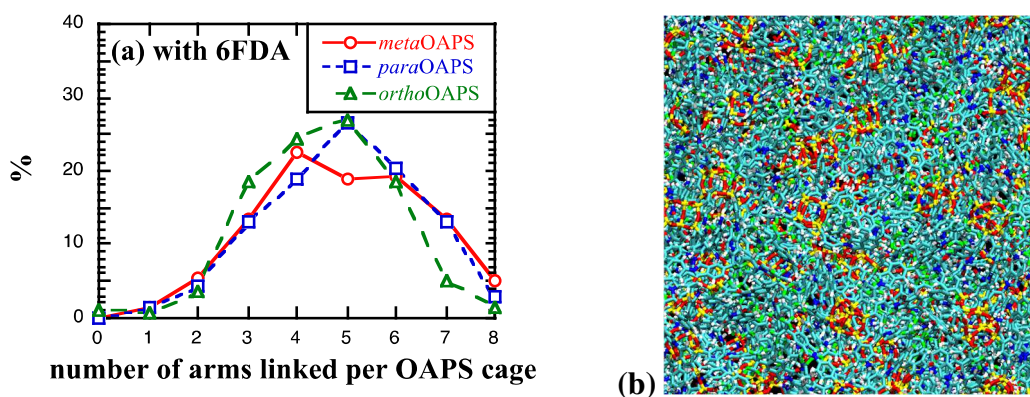 40
(a) with 6FDA
metaOAPS
paraOAPS
orthoOAPS
30
%
20
10
0
0 1 2 3 4 5 6 7 8
number of arms linked per OAPS cage
(b)